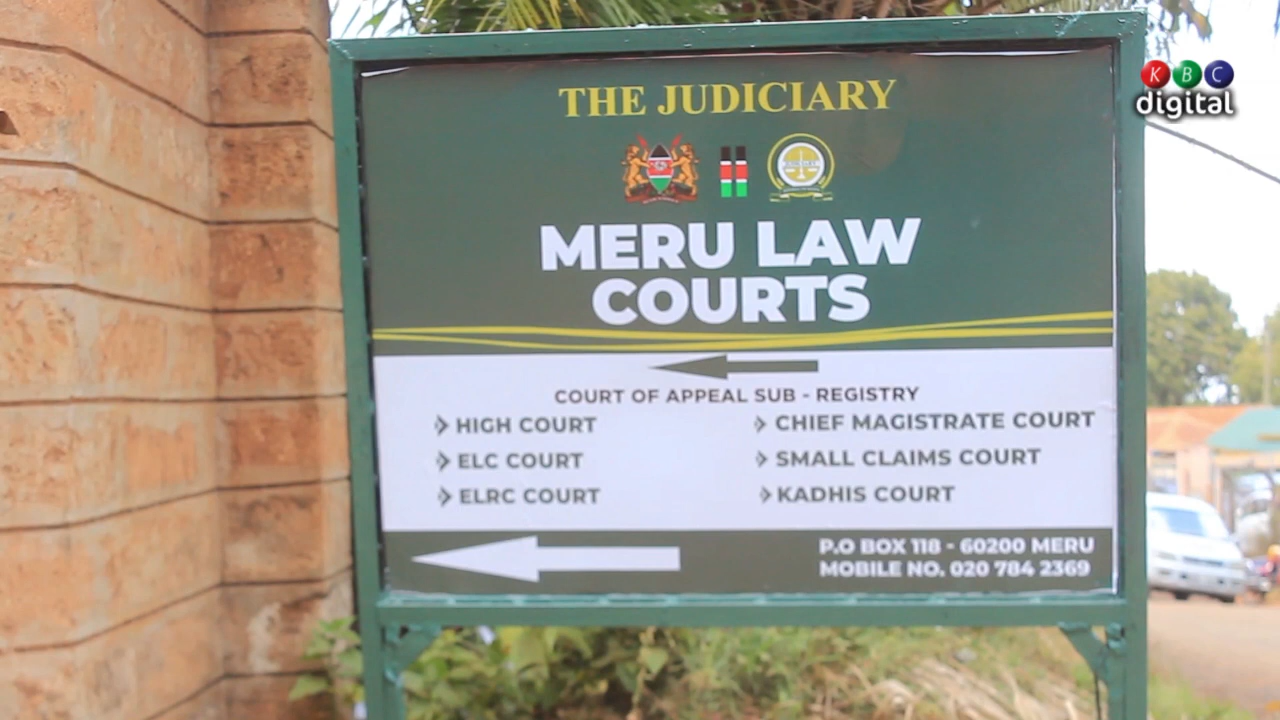 KBC
digital
THE JUDICIARY
MERU LAW
COURTS
COURT OF APPEAL SUB - REGISTRY
HIGH COURT
ELC COURT
ELRC COURT
CHIEF MAGISTRATE COURT
SMALL CLAIMS COURT
KADHIS COURT
P.O BOX 118 - 60200 MERU
MOBILE NO. 020 784 2369